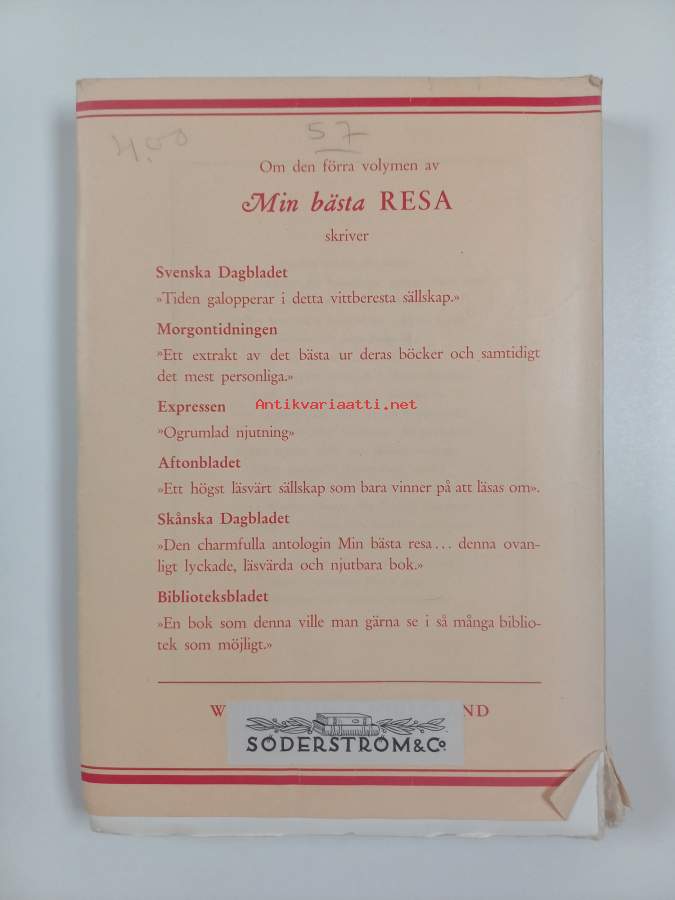 4,00
57
Om den förra volymen av
Min bästa RESA
skriver
Svenska Dagbladet
»Tiden galopperar i detta vittberesta sällskap.»
Morgontidningen
»Ett extrakt av det bästa ur deras böcker och samtidigt
det mest personliga.»
Expressen
Antikvariaatti.net
»Ogrumlad njutning»
Aftonbladet
»Ett högst läsvärt sällskap som bara vinner på att läsas om».
Skånska Dagbladet
»Den charmfulla antologin Min bästa resa... denna ovan-
ligt lyckade, läsvärda och njutbara bok.»
Biblioteksbladet
»En bok som denna ville man gärna se i så många biblio-
tek som möjligt.»
SÖDERSTRÖM & Co.